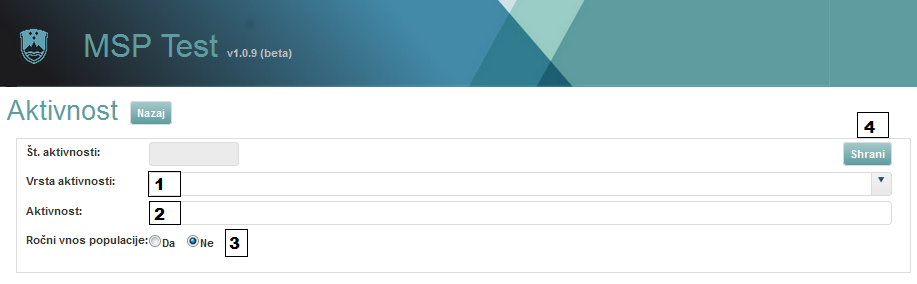 MSP Test v1.0.9 (beta)
Aktivnost Nazaj
4
Št. aktivnosti: Shrani
Vrsta aktivnosti: 1
Aktivnost: 2
Ročni vnos populacije: Da Ne 3